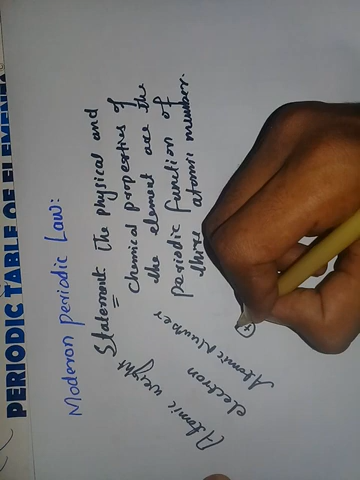 PERIODIC TABLE OF ELEMENTS
Moderon periodic Law:
Statement: The physical and
chemical properties of
the element are the
periodic function of
three atomic number.
Atomic weight
electron
Atomic Number